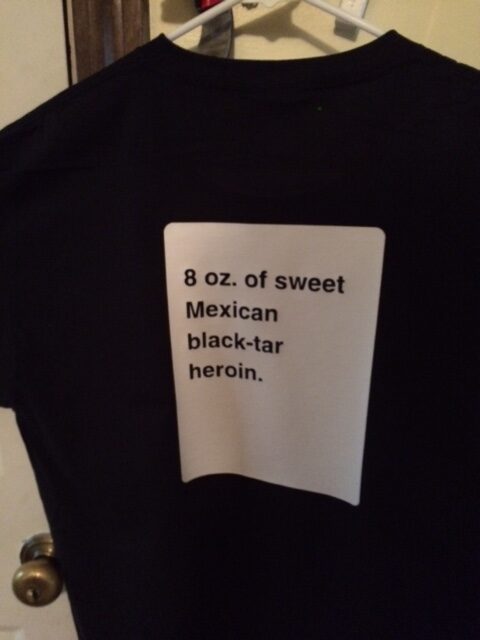 8 oz. of sweet
Mexican
black-tar
heroin.